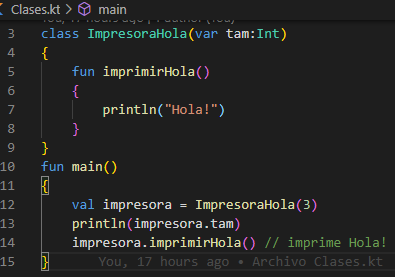 Clases.kt > main
You, 17 hours ago | 1 author (You)
3 class ImpresoraHola(var tam:Int)
4 {
5 fun imprimirHola()
6 {
7 println("Hola!")
8 }
9 }
10 fun main()
11 {
12 val impresora = ImpresoraHola(3)
13 println(impresora.tam)
14 impresora.imprimirHola() // imprime Hola!
15 } You, 17 hours ago • Archivo Clases.kt